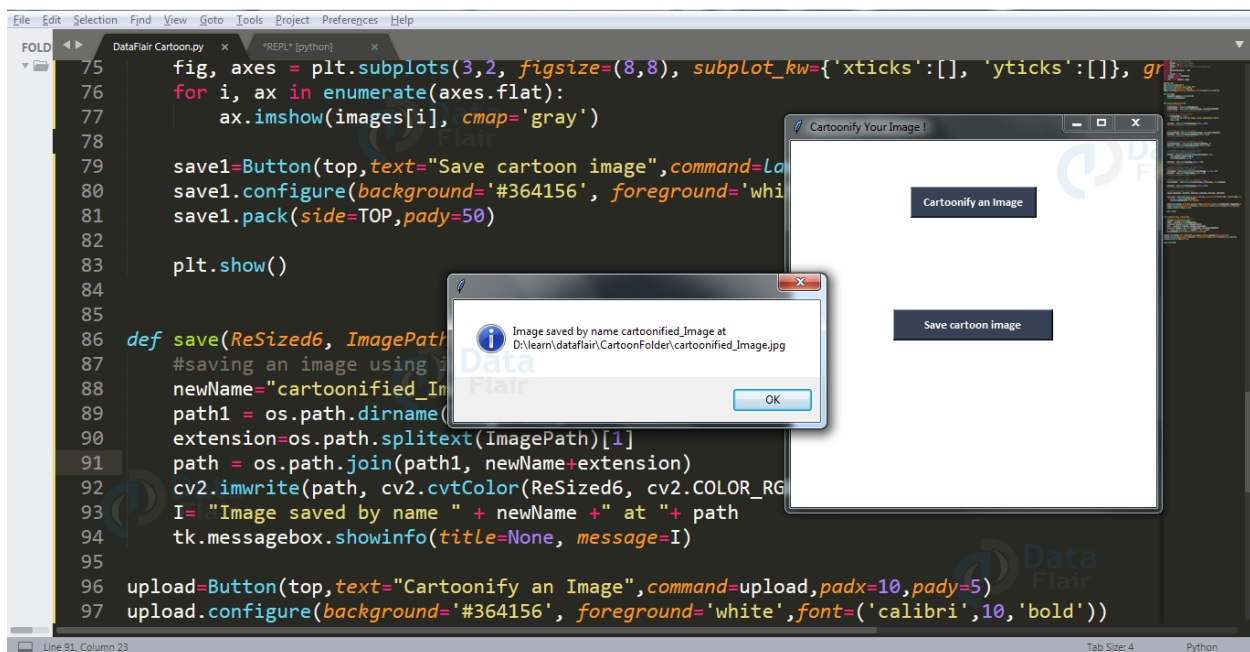 File Edit Selection Find View Goto Tools Project Preferences Help
FOLD
DataFlair Cartoon.py x
*REPL* [python] x
75 fig, axes = plt.subplots(3,2, figsize=(8,8), subplot_kw={'xticks':[], 'yticks':[]}, gr
76 for i, ax in enumerate(axes.flat):
77 ax.imshow(images[i], cmap='gray')
78
79 save1=Button(top,text="Save cartoon image",command=la
80 save1.configure(background='#364156', foreground='whi
81 save1.pack(side=TOP,pady=50)
82
83 plt.show()
84
85
86 def save(ReSized6, ImagePath
87 #saving an image using i
88 newName="cartoonified_Im
89 path1 = os.path.dirname(
90 extension=os.path.splitext(ImagePath)[1]
91 path = os.path.join(path1, newName+extension)
92 cv2.imwrite(path, cv2.cvtColor(ReSized6, cv2.COLOR_RG
93 I= "Image saved by name " + newName +" at "+ path
94 tk.messagebox.showinfo(title=None, message=I)
95
96 upload=Button(top,text="Cartoonify an Image",command=upload,padx=10,pady=5)
97 upload.configure(background='#364156', foreground='white',font=('calibri',10,'bold'))
Cartoonify Your Image !
Cartoonify an Image
Save cartoon image
Image saved by name cartoonified_Image at
D:\learn\dataflair\CartoonFolder\cartoonified_Image.jpg
OK
Data
Flair
Data
Flair
Data
Flair
Line 91, Column 23
Tab Size: 4
Python